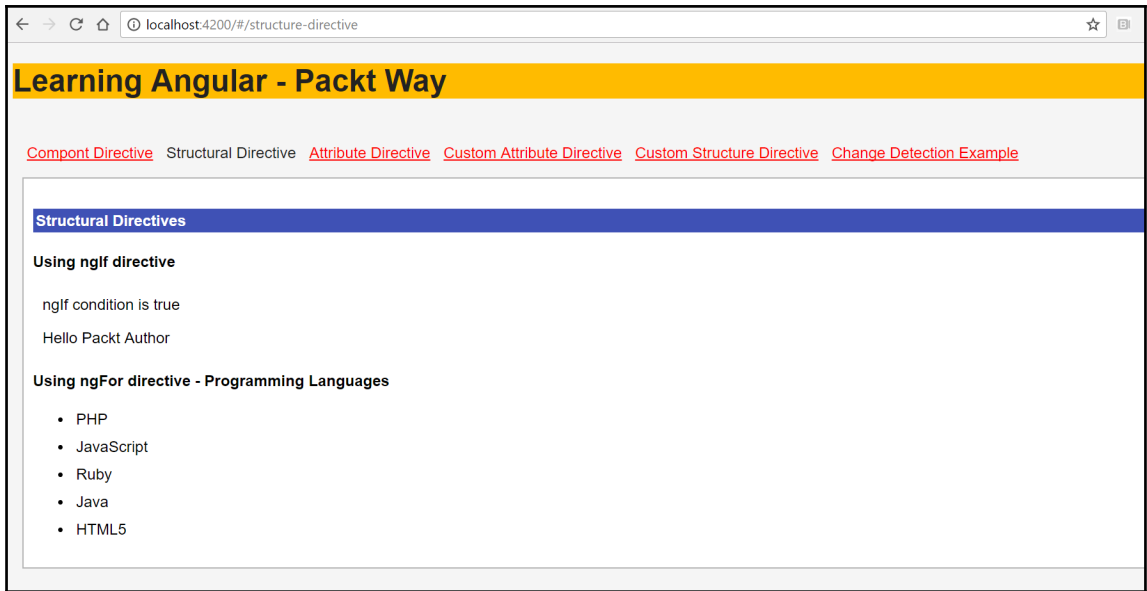 localhost:4200/#/structure-directive
Learning Angular - Packt Way
Compont Directive Structural Directive Attribute Directive Custom Attribute Directive Custom Structure Directive Change Detection Example
Structural Directives
Using ngIf directive
ngIf condition is true
Hello Packt Author
Using ngFor directive - Programming Languages
• PHP
• JavaScript
• Ruby
• Java
• HTML5